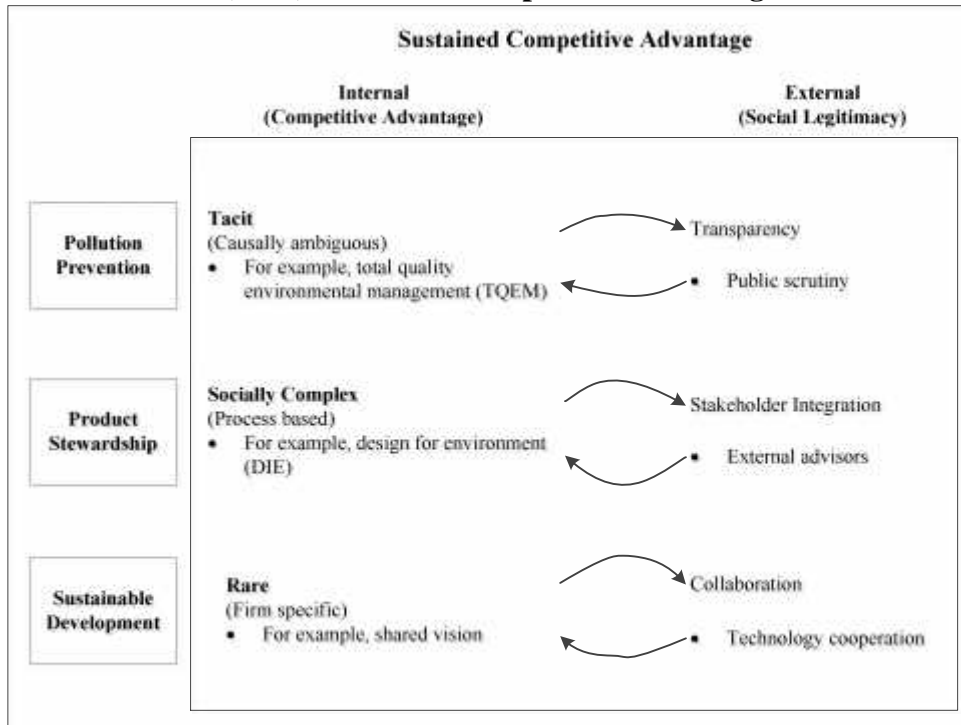 Sustained Competitive Advantage
Internal
(Competitive Advantage)
External
(Social Legitimacy)
Pollution
Prevention
Tacit
(Causally ambiguous)
• For example, total quality
environmental management (TQEM)
Transparency
• Public scrutiny
Product
Stewardship
Socially Complex
(Process based)
• For example, design for environment
(DIE)
Stakeholder Integration
• External advisors
Sustainable
Development
Rare
(Firm specific)
• For example, shared vision
Collaboration
• Technology cooperation